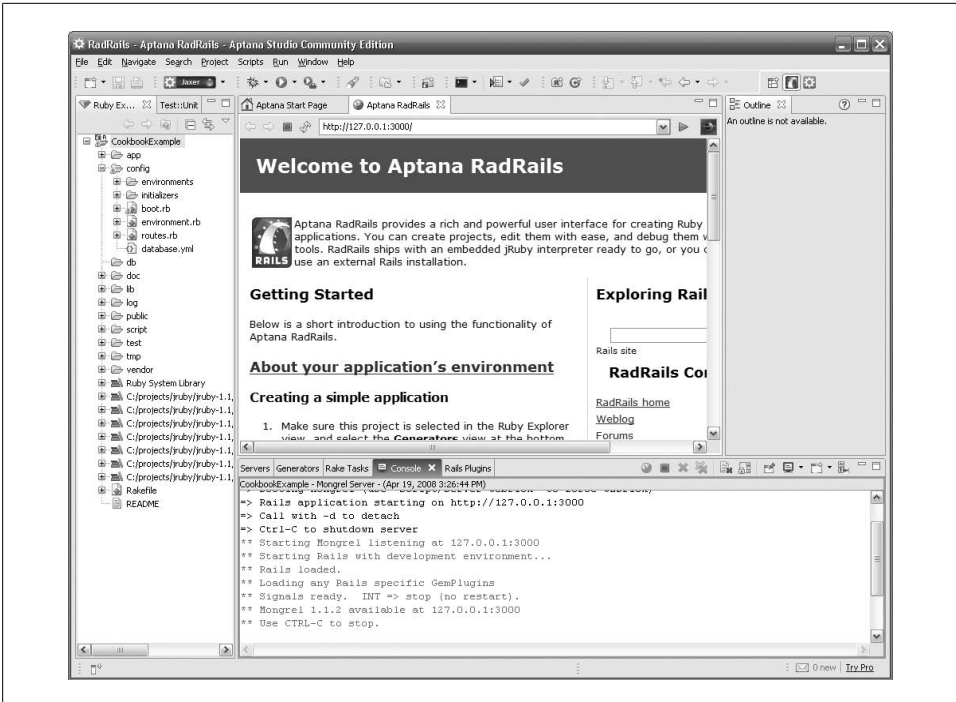 RadRails - Aptana RadRails - Aptana Studio Community Edition
File Edit Navigate Search Project Scripts Run Window Help
Jaxer
Ruby Ex... Test::Unit
Aptana Start Page Aptana RadRails
Outline
http://127.0.0.1:3000/
An outline is not available.
CookbookExample
app
config
environments
initializers
boot.rb
environment.rb
routes.rb
database.yml
db
doc
lib
log
public
script
test
tmp
vendor
Ruby System Library
C:/projects/jruby/jruby-1.1,
C:/projects/jruby/jruby-1.1,
C:/projects/jruby/jruby-1.1,
C:/projects/jruby/jruby-1.1,
C:/projects/jruby/jruby-1.1,
C:/projects/jruby/jruby-1.1,
C:/projects/jruby/jruby-1.1,
Rakefile
README
Welcome to Aptana RadRails
RAILS
Aptana RadRails provides a rich and powerful user interface for creating Ruby
applications. You can create projects, edit them with ease, and debug them w
tools. RadRails ships with an embedded jRuby interpreter ready to go, or you c
use an external Rails installation.
Getting Started
Below is a short introduction to using the functionality of
Aptana RadRails.
About your application's environment
Creating a simple application
1. Make sure this project is selected in the Ruby Explorer
view, and select the Generators view at the bottom
Exploring Rail
Rails site
RadRails Co
RadRails home
Weblog
Forums
Servers Generators Rake Tasks Console Rails Plugins
CookbookExample - Mongrel Server - (Apr 19, 2008 3:26:44 PM)
=> Rails application starting on http://127.0.0.1:3000
=> Call with -d to detach
=> Ctrl-C to shutdown server
** Starting Mongrel listening at 127.0.0.1:3000
** Starting Rails with development environment...
** Rails loaded.
** Loading any Rails specific GemPlugins
** Signals ready. INT => stop (no restart).
** Mongrel 1.1.2 available at 127.0.0.1:3000
** Use CTRL-C to stop.
0 new Try Pro